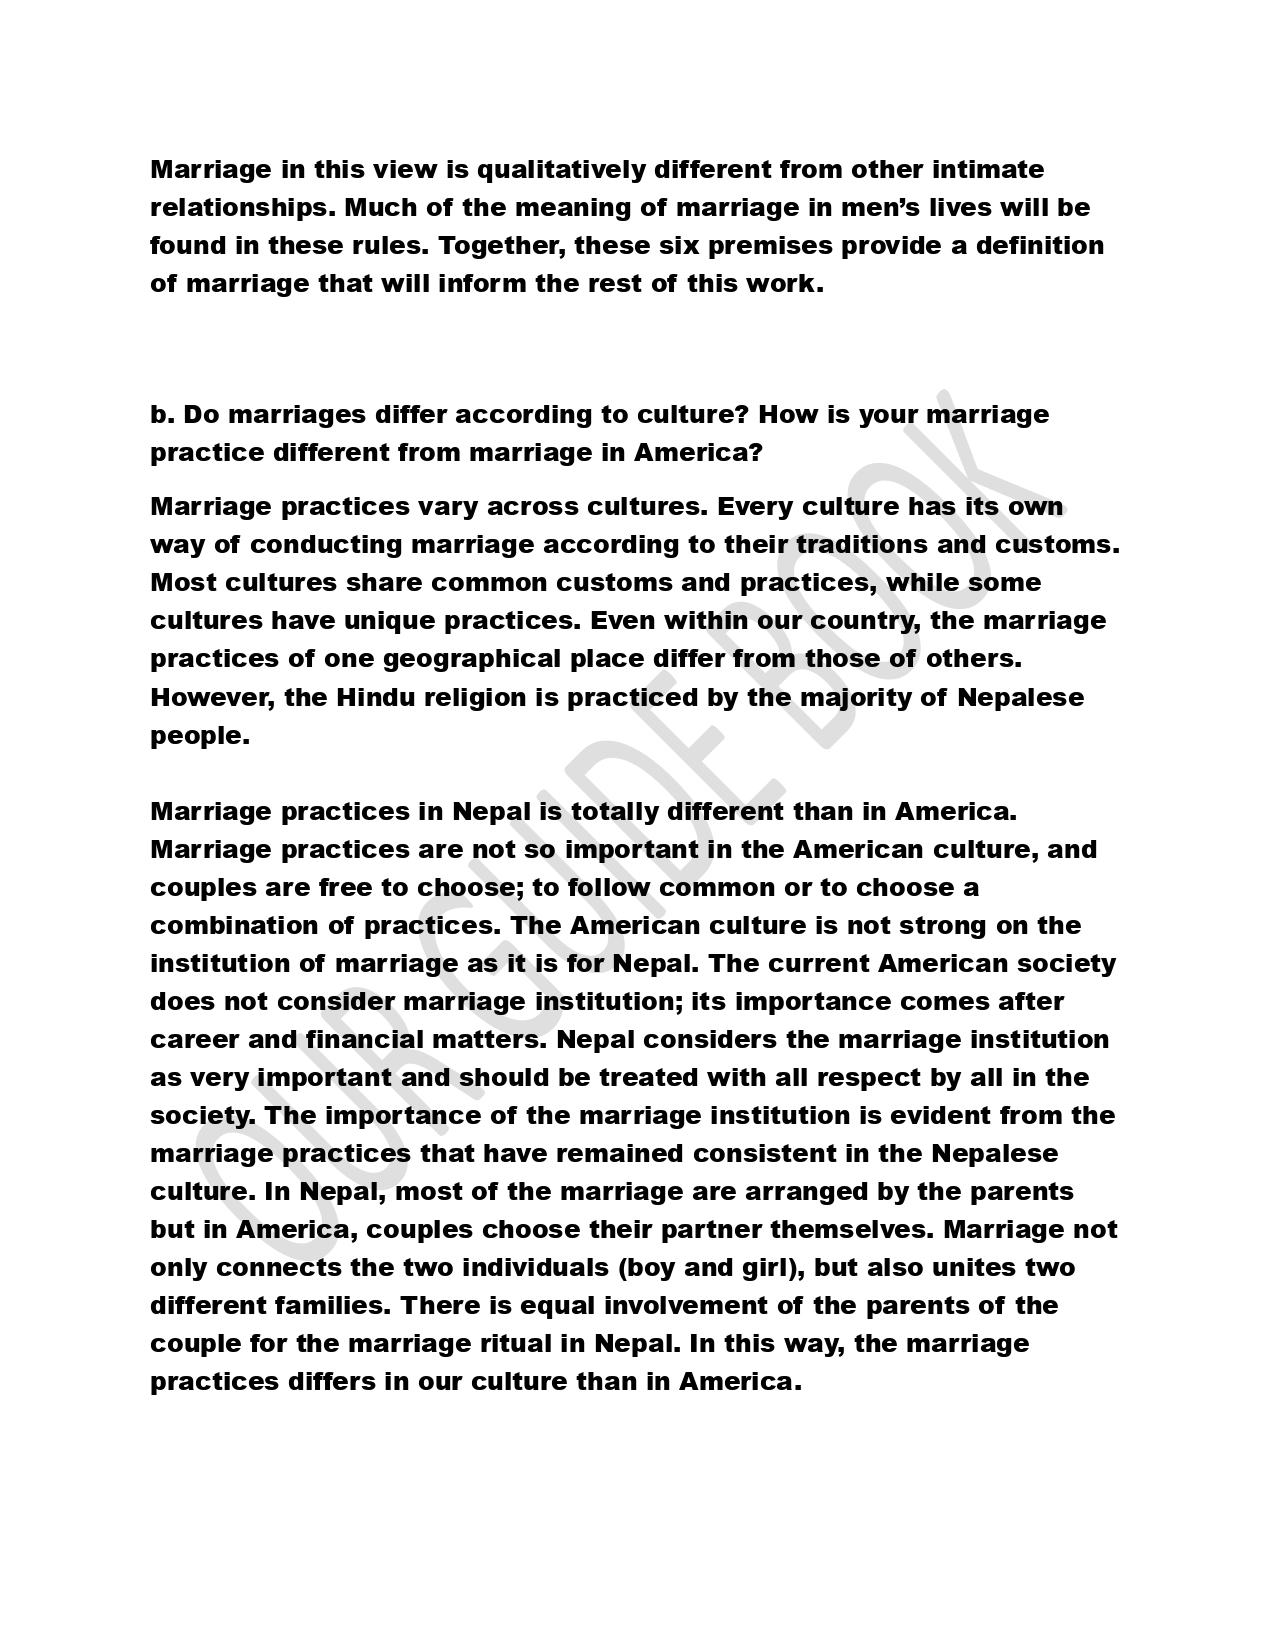 Marriage in this view is qualitatively different from other intimate
relationships. Much of the meaning of marriage in men’s lives will be
found in these rules. Together, these six premises provide a definition
of marriage that will inform the rest of this work.
b. Do marriages differ according to culture? How is your marriage
practice different from marriage in America?
Marriage practices vary across cultures. Every culture has its own
way of conducting marriage according to their traditions and customs.
Most cultures share common customs and practices, while some
cultures have unique practices. Even within our country, the marriage
practices of one geographical place differ from those of others.
However, the Hindu religion is practiced by the majority of Nepalese
people.
Marriage practices in Nepal is totally different than in America.
Marriage practices are not so important in the American culture, and
couples are free to choose; to follow common or to choose a
combination of practices. The American culture is not strong on the
institution of marriage as it is for Nepal. The current American society
does not consider marriage institution; its importance comes after
career and financial matters. Nepal considers the marriage institution
as very important and should be treated with all respect by all in the
society. The importance of the marriage institution is evident from the
marriage practices that have remained consistent in the Nepalese
culture. In Nepal, most of the marriage are arranged by the parents
but in America, couples choose their partner themselves. Marriage not
only connects the two individuals (boy and girl), but also unites two
different families. There is equal involvement of the parents of the
couple for the marriage ritual in Nepal. In this way, the marriage
practices differs in our culture than in America.
OUR GUIDE BOOK